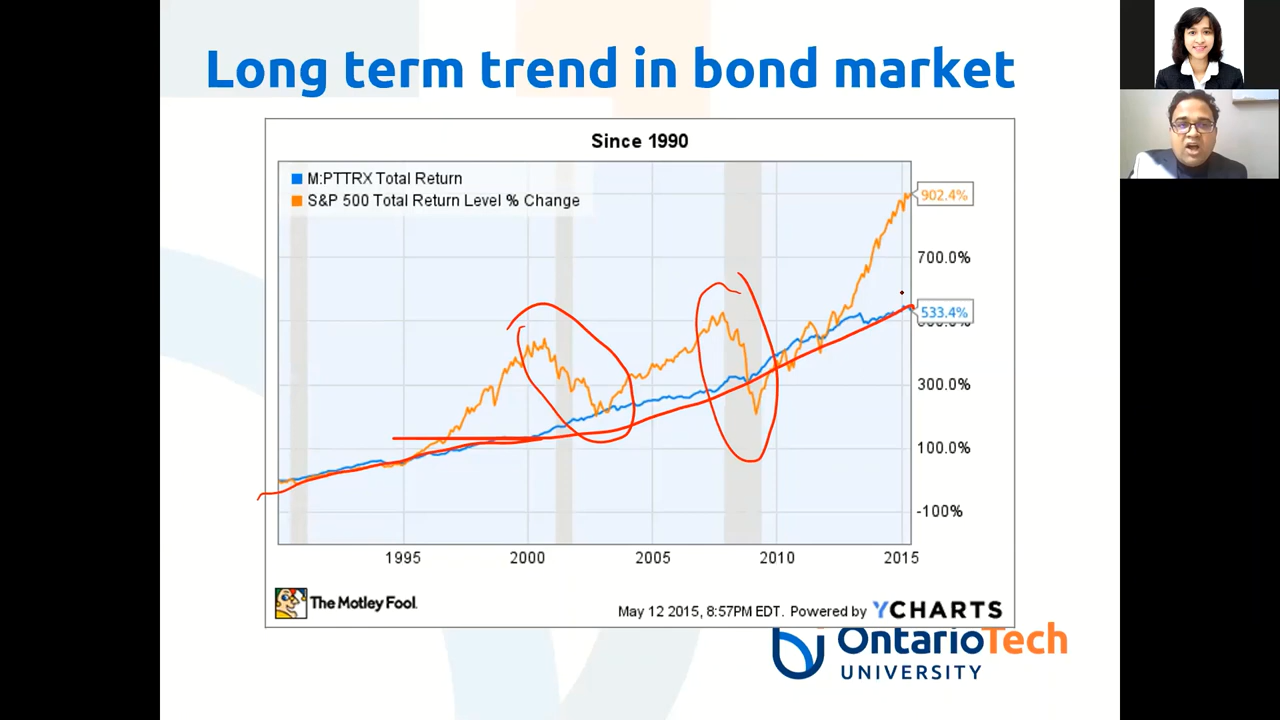 Long term trend in bond market
Since 1990
M:PTTRX Total Return
S&P 500 Total Return Level % Change
902.4%
700.0%
533.4%
300.0%
100.0%
-100%
1995 2000 2005 2010 2015
The Motley Fool.
May 12 2015, 8:57PM EDT. Powered by YCHARTS
OntarioTech
UNIVERSITY